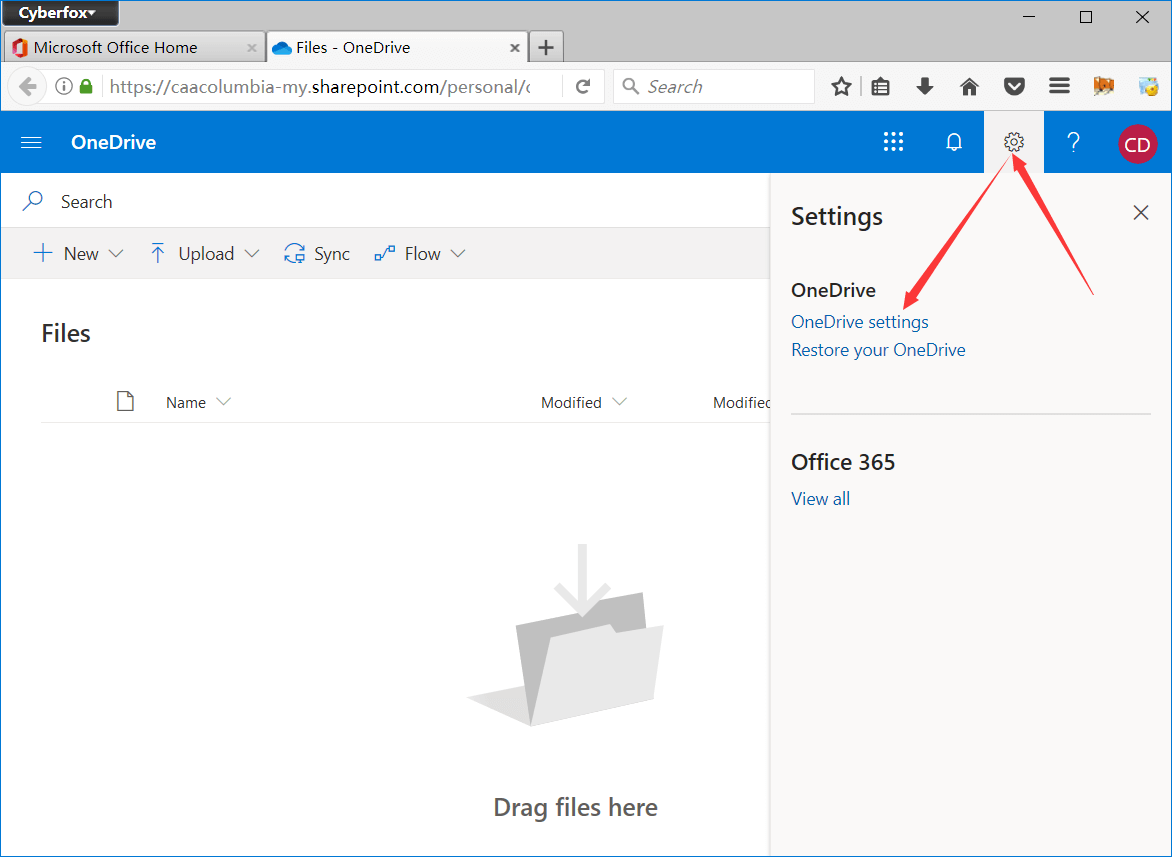 Cyberfox
Microsoft Office Home
Files - OneDrive
https://caacolumbia-my.sharepoint.com/personal/c
Search
OneDrive
?
CD
Search
New
Upload
Sync
Flow
Files
Name
Modified
Modified
Drag files here
Settings
OneDrive
OneDrive settings
Restore your OneDrive
Office 365
View all